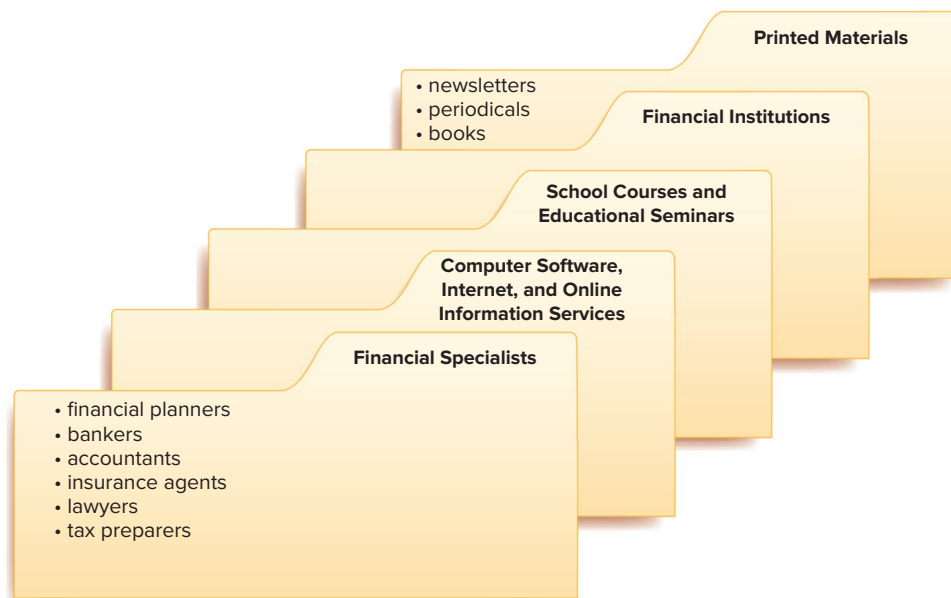 Printed Materials
• newsletters
• periodicals
• books
Financial Institutions
School Courses and
Educational Seminars
Computer Software,
Internet, and Online
Information Services
Financial Specialists
• financial planners
• bankers
• accountants
• insurance agents
• lawyers
• tax preparers